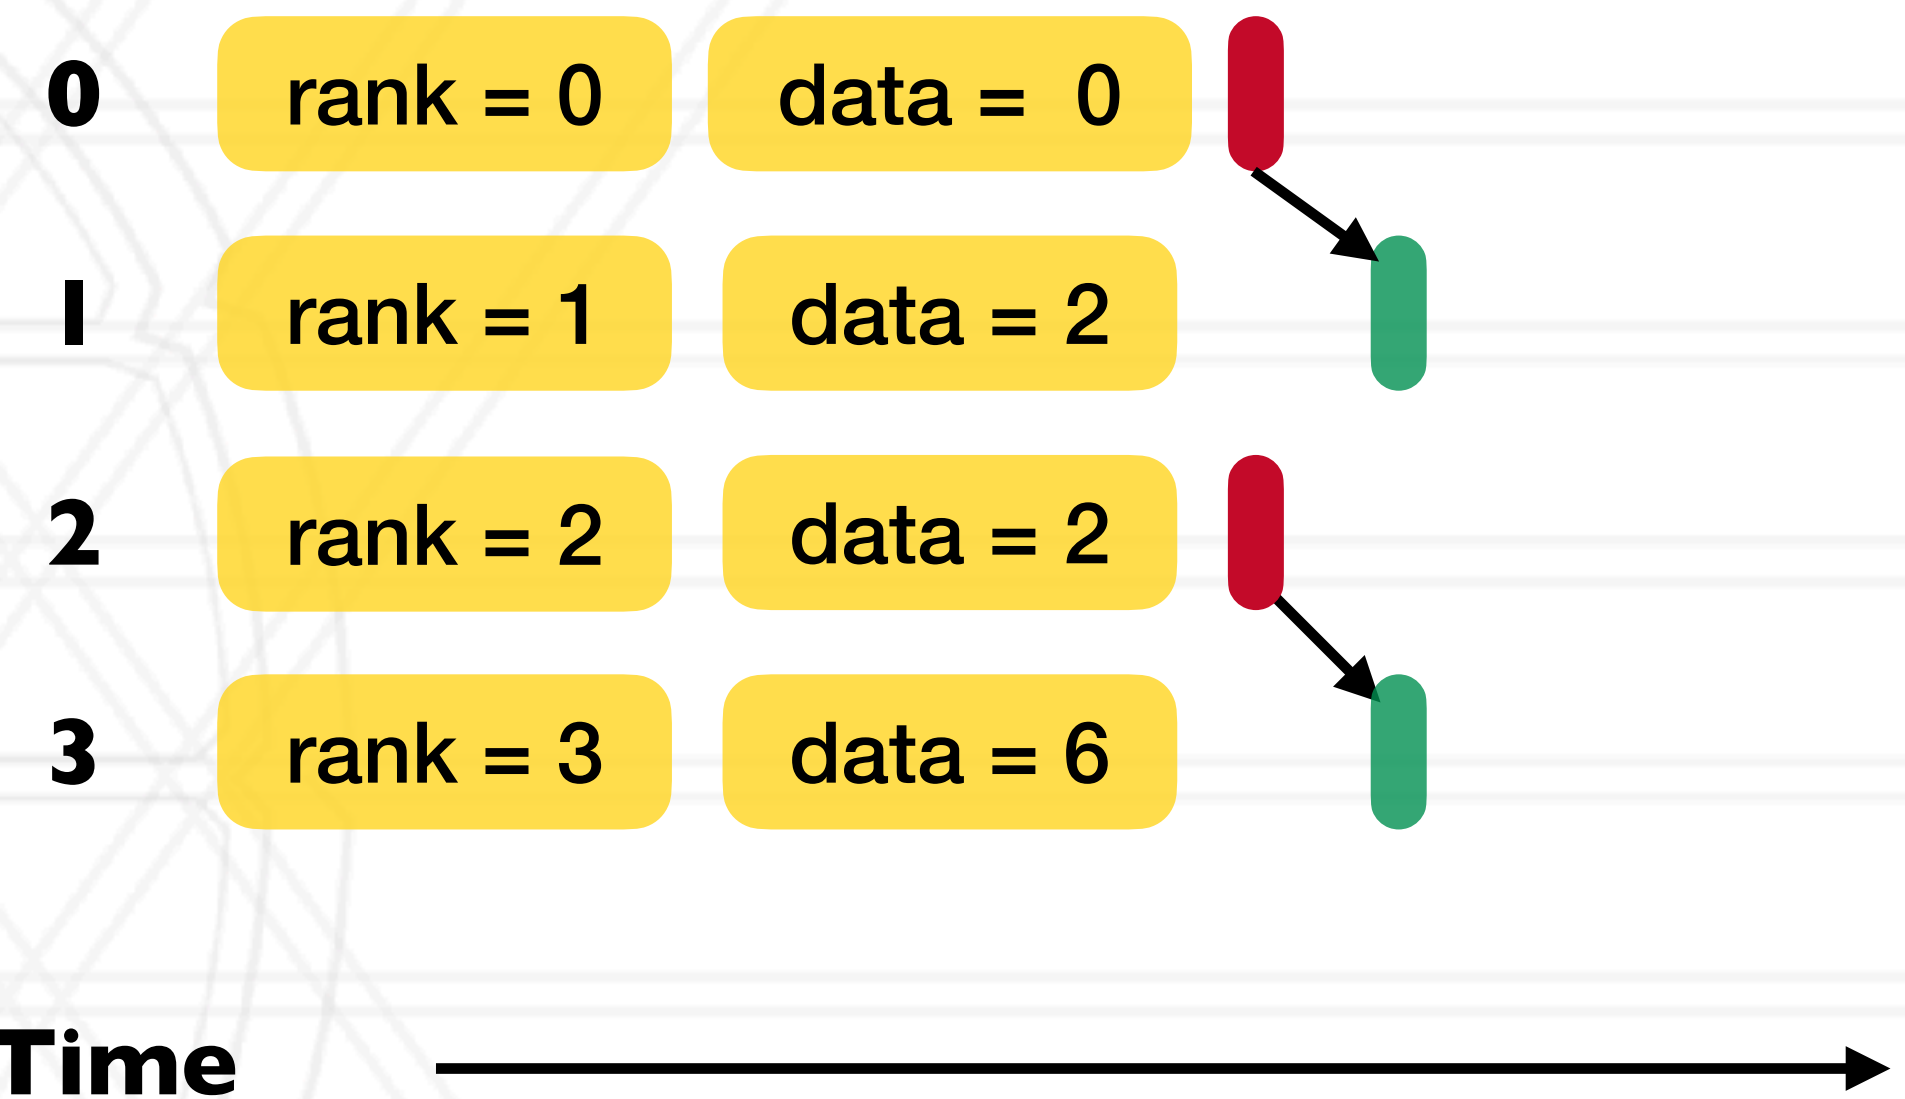 0 rank = 0 data = 0
1 rank = 1 data = 2
2 rank = 2 data = 2
3 rank = 3 data = 6
Time